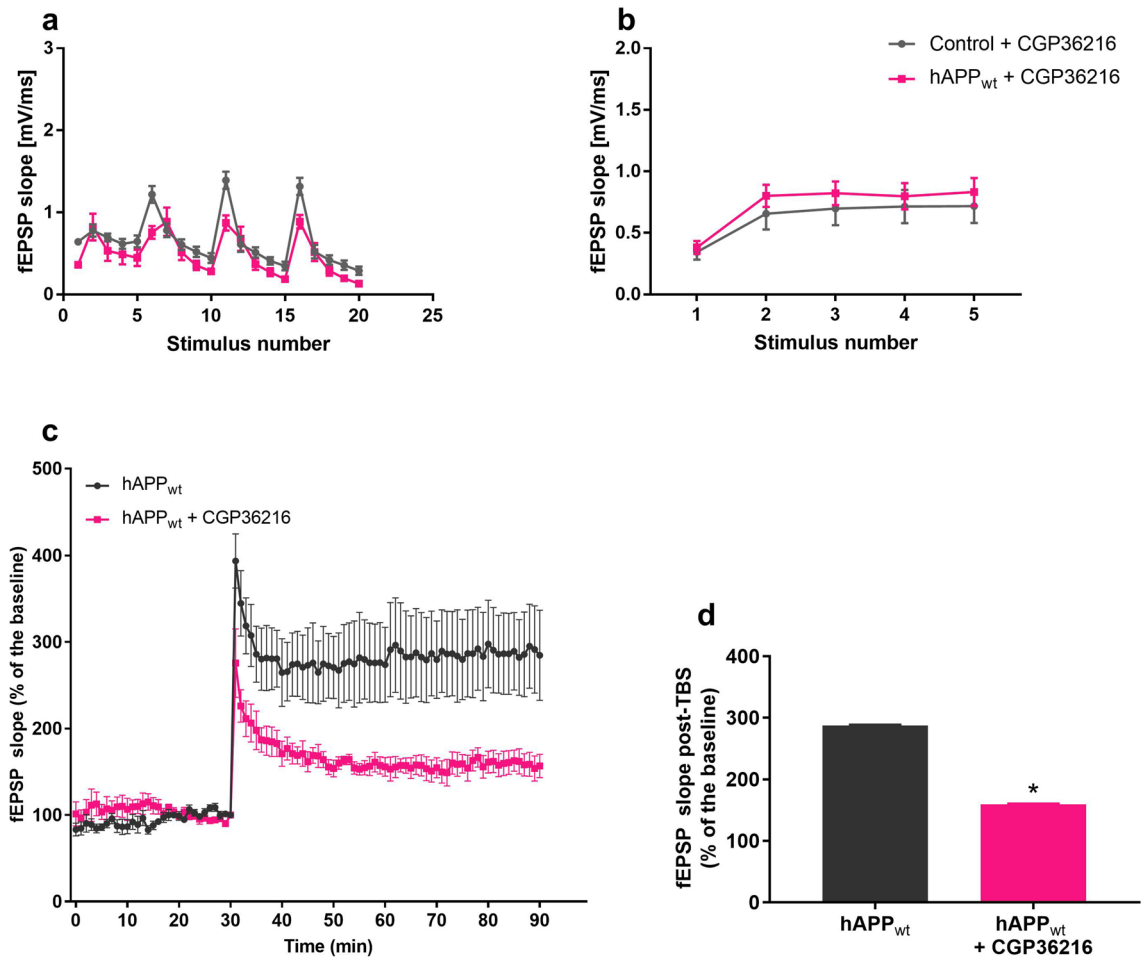 a
3
2
1
0
fEPSP slope [mV/ms]
0 5 10 15 20 25
Stimulus number
b
2.0
1.5
1.0
0.5
0.0
fEPSP slope [mV/ms]
1 2 3 4 5
Stimulus number
Control + CGP36216
hAPPwt + CGP36216
c
500
400
300
200
100
0
fEPSP slope (% of the baseline)
hAPPwt
hAPPwt + CGP36216
0 10 20 30 40 50 60 70 80 90
Time (min)
d
400
300
200
100
0
fEPSP slope post-TBS
(% of the baseline)
*
hAPPwt
hAPPwt
+ CGP36216